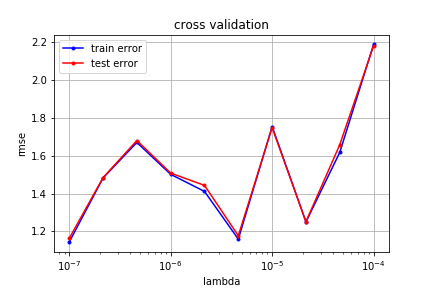 cross validation
train error
test error
rmse
2.2
2.0
1.8
1.6
1.4
1.2
10⁻⁷
10⁻⁶
10⁻⁵
10⁻⁴
lambda